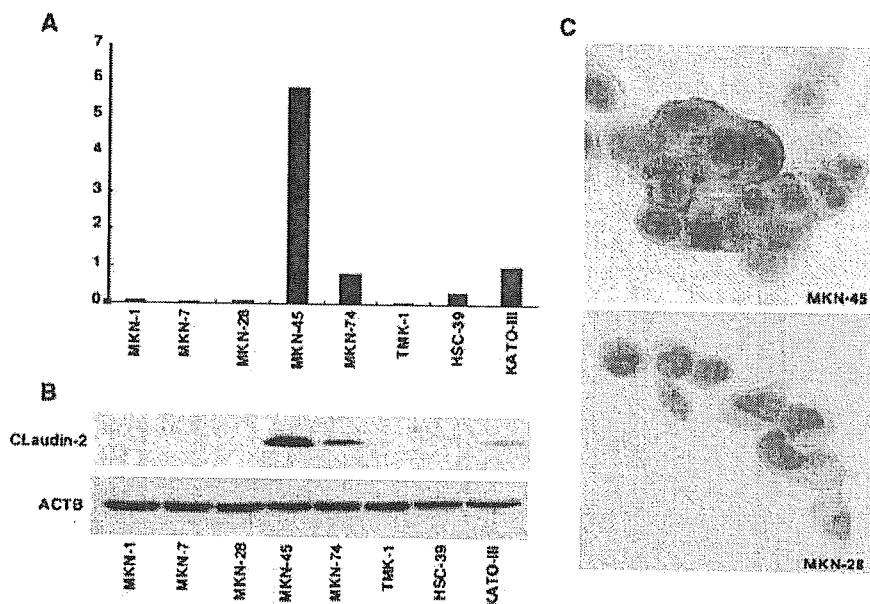 A
7
6
5
4
3
2
1
0
MKN-1
MKN-7
MKN-28
MKN-45
MKN-74
TMK-1
HSC-39
KATO-III
B
CLaudin-2
ACTB
MKN-1
MKN-7
MKN-28
MKN-45
MKN-74
TMK-1
HSC-39
KATO-III
C
MKN-45
MKN-28